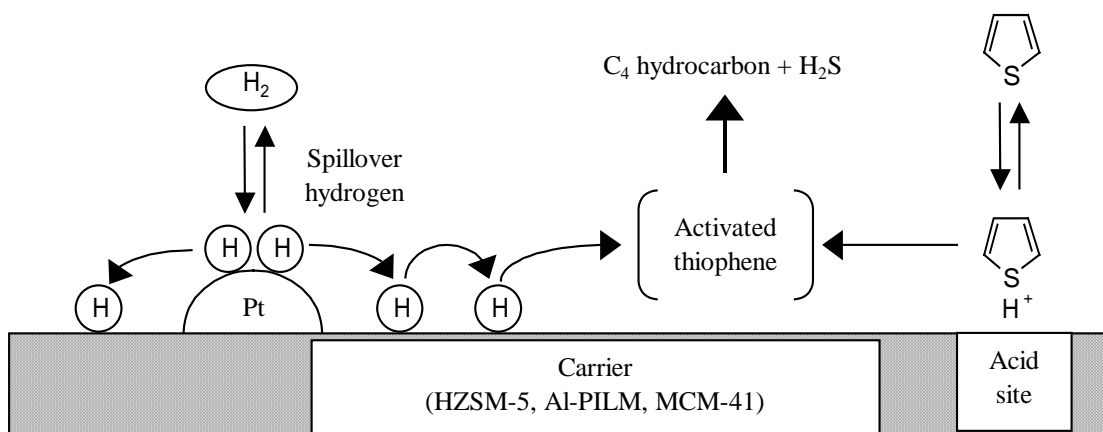 C₄ hydrocarbon + H₂S
S
H₂
Spillover
hydrogen
H H
Activated
thiophene
S
H⁺
H
Pt
H
H
Carrier
(HZSM-5, Al-PILM, MCM-41)
Acid
site